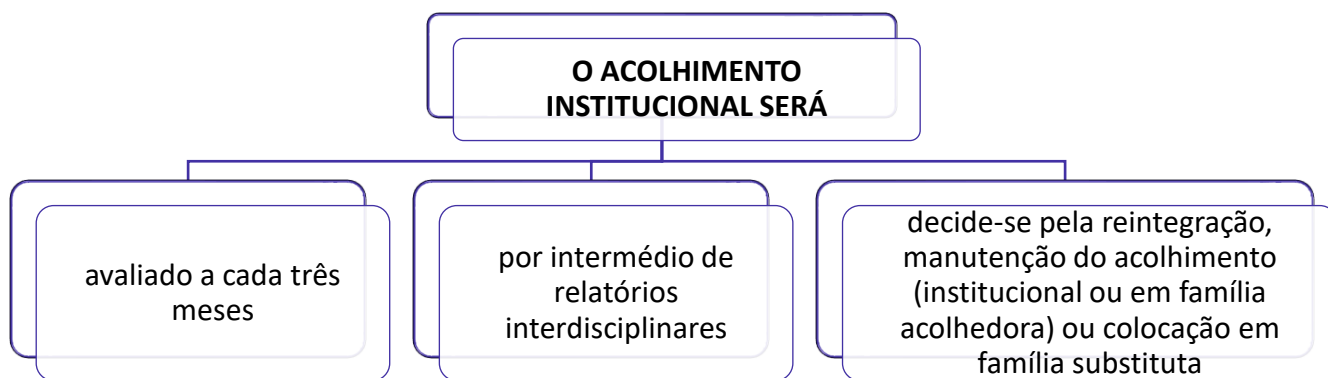 O ACOLHIMENTO
INSTITUCIONAL SERÁ
avaliado a cada três
meses
por intermédio de
relatórios
interdisciplinares
decide-se pela reintegração,
manutenção do acolhimento
(institucional ou em família
acolhedora) ou colocação em
família substituta